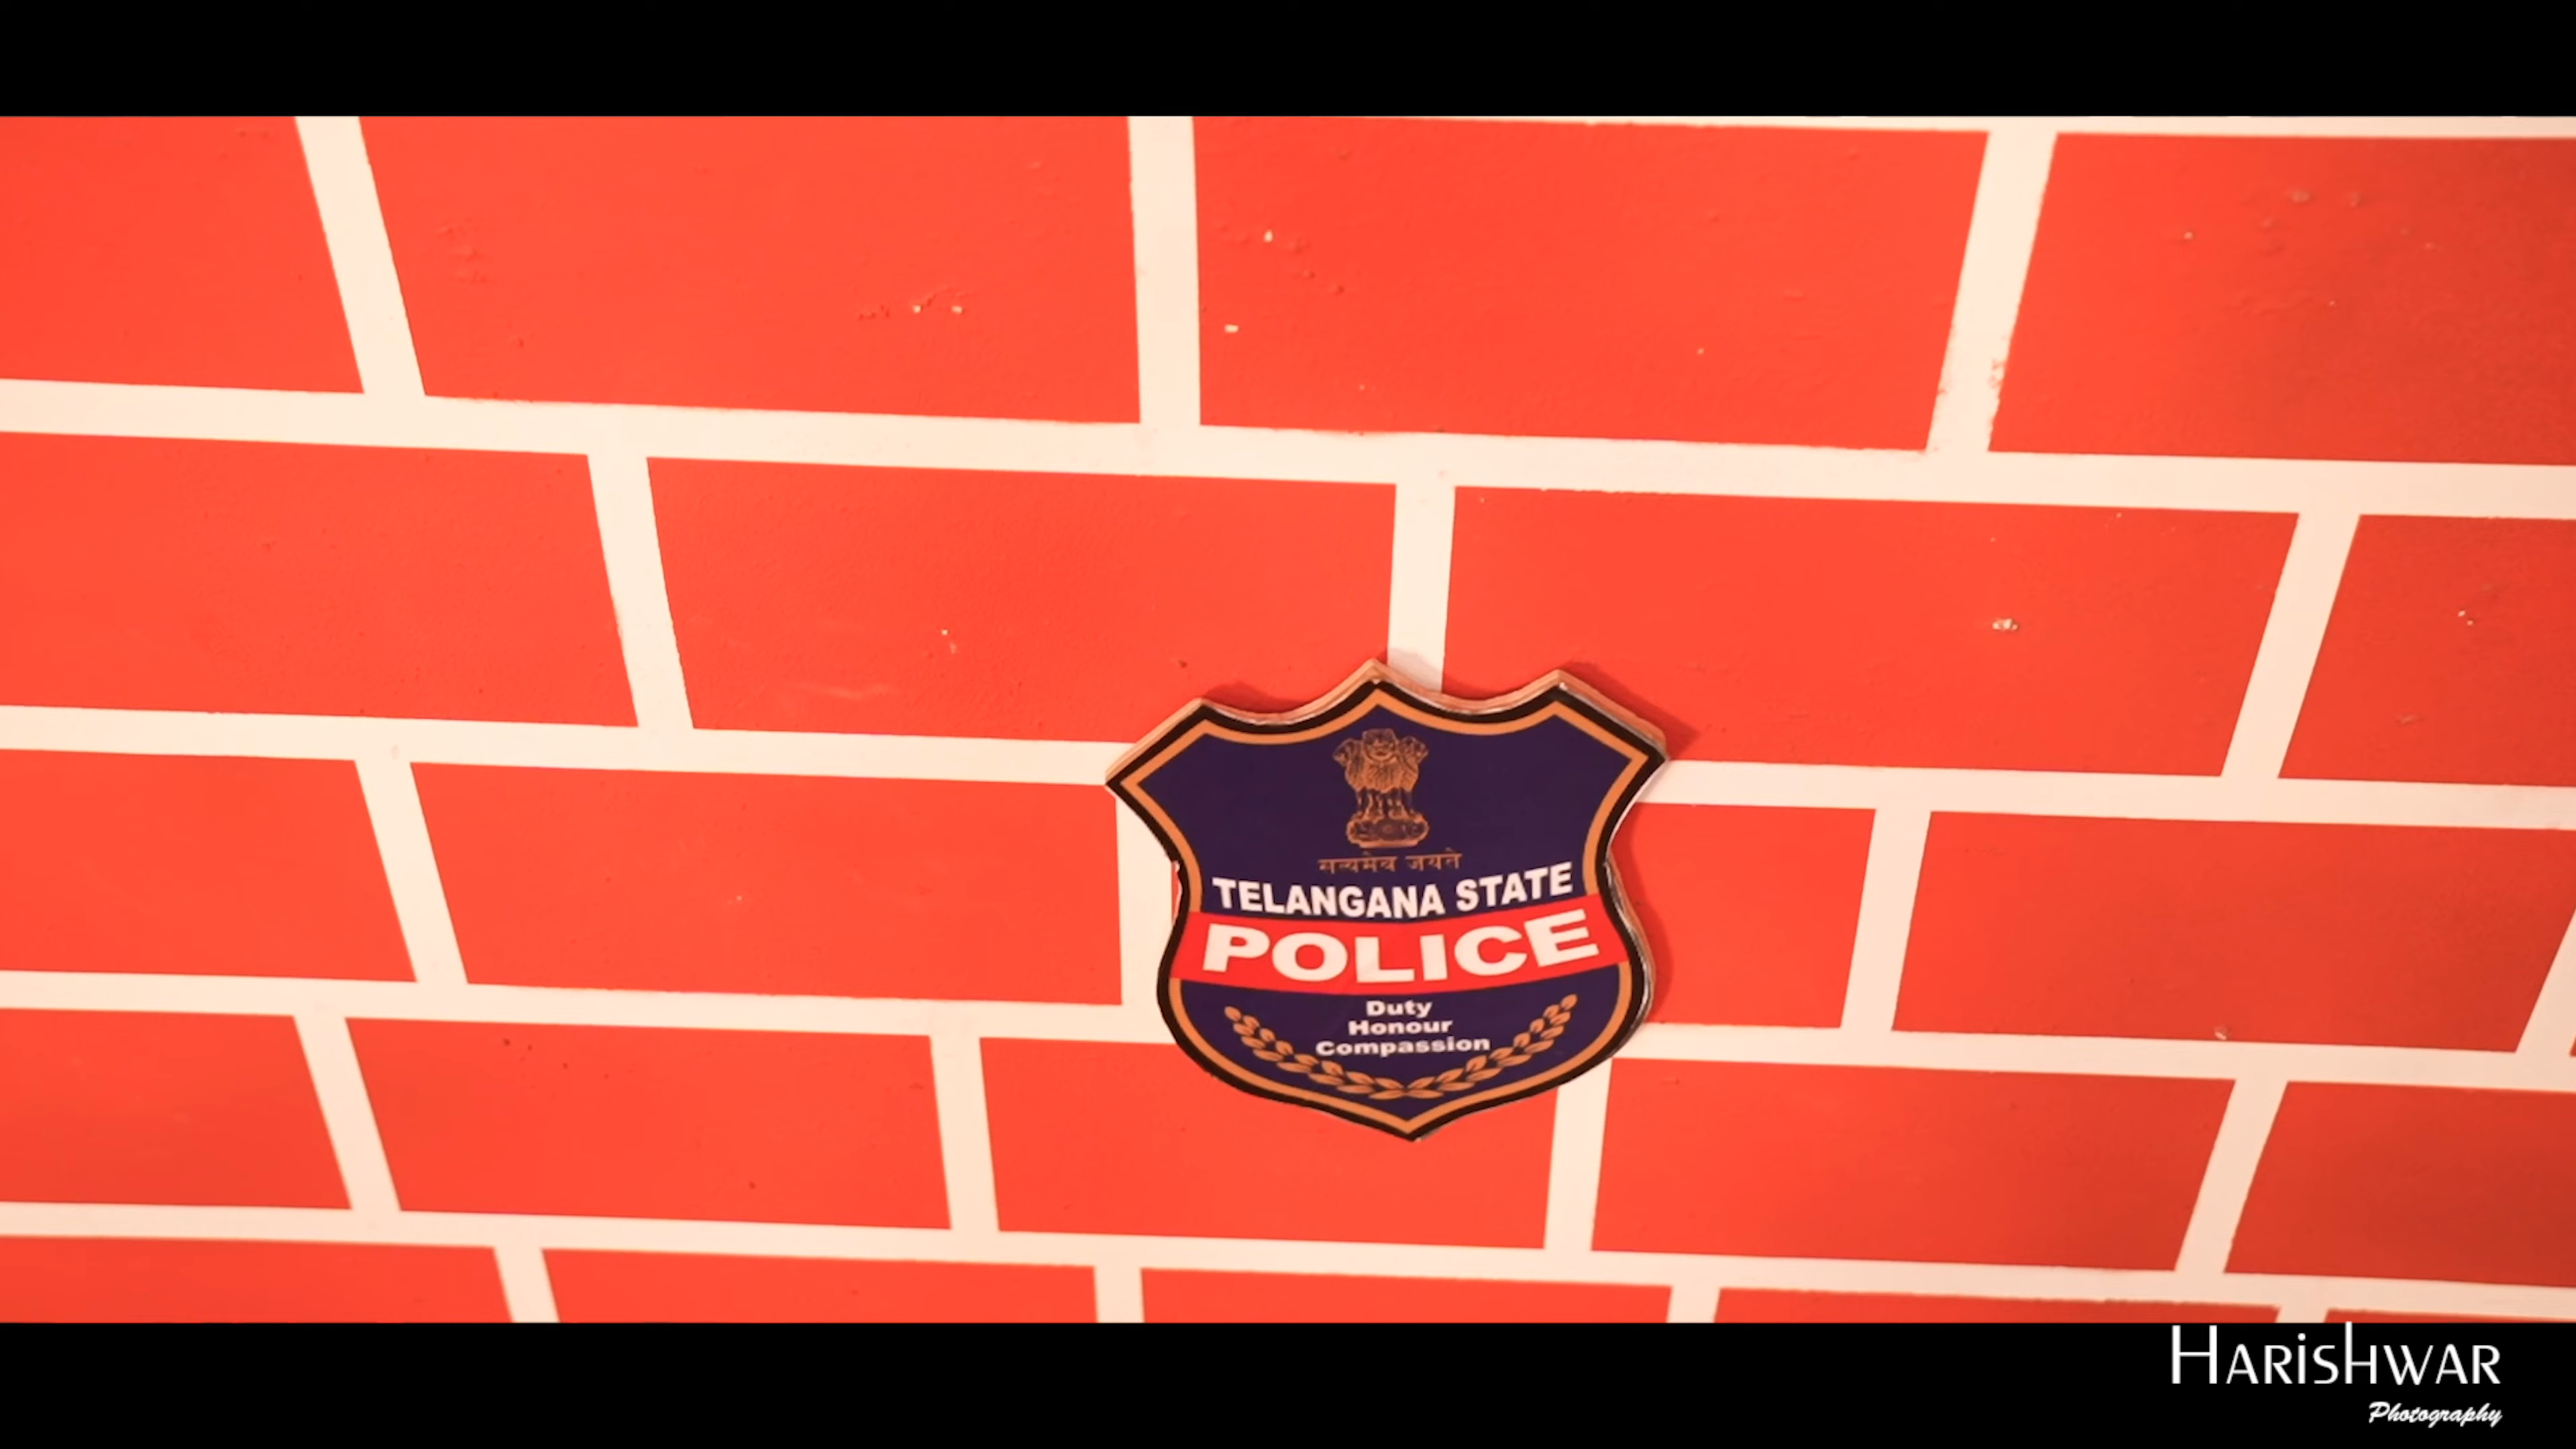 सत्यमेव जयते
TELANGANA STATE
POLICE
Duty
Honour
Compassion
HARISHWAR
Photography